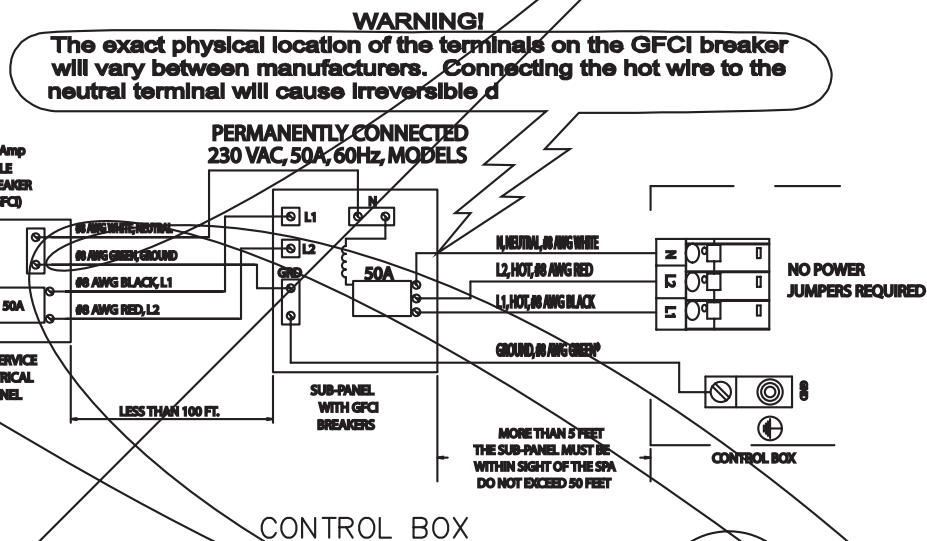 WARNING!
The exact physical location of the terminals on the GFCI breaker
will vary between manufacturers. Connecting the hot wire to the
neutral terminal will cause irreversible d
PERMANENTLY CONNECTED
230 VAC, 50A, 60Hz, MODELS
Amp
LE
EAKER
FCI)
#8 AWG WHITE, NEUTRAL
#8 AWG GREEN, GROUND
#8 AWG BLACK, L1
#8 AWG RED, L2
50A
ERVICE
RICAL
NEL
LESS THAN 100 FT.
L1
N
L2
GRD
50A
SUB-PANEL
WITH GFCI
BREAKERS
N, NEUTRAL, #8 AWG WHITE
L2, HOT, #8 AWG RED
L1, HOT, #8 AWG BLACK
GROUND, #8 AWG GREEN*
N
L2
L1
NO POWER
JUMPERS REQUIRED
GND
CONTROL BOX
MORE THAN 5 FEET
THE SUB-PANEL MUST BE
WITHIN SIGHT OF THE SPA
DO NOT EXCEED 50 FEET
CONTROL BOX